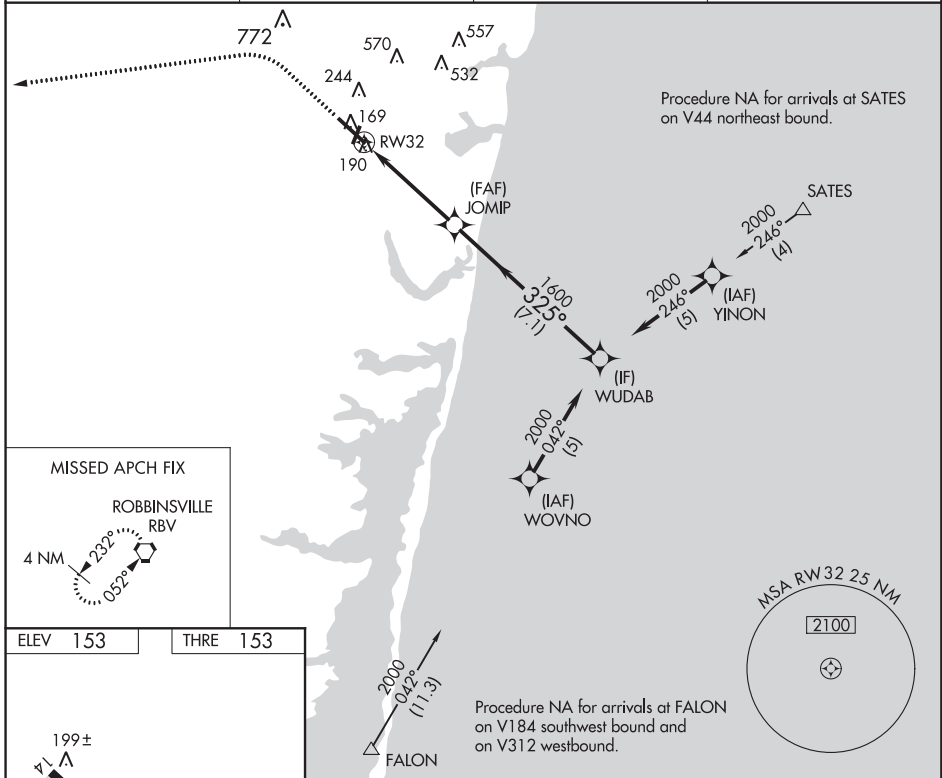 772
570
557
532
244
169
RW32
190
Procedure NA for arrivals at SATES
on V44 northeast bound.
(FAF)
JOMIP
SATES
2000
246°
(4)
2000
246°
(5)
(IAF)
YINON
1600
325°
(7.1)
(IF)
WUDAB
2000
042°
(5)
(IAF)
WOVNO
MISSED APCH FIX
ROBBINSVILLE
RBV
4 NM
232°
052°
MSA RW32 25 NM
2100
ELEV 153
THRE 153
2000
042°
(11.3)
FALON
Procedure NA for arrivals at FALON
on V184 southwest bound and
on V312 westbound.
199±
14